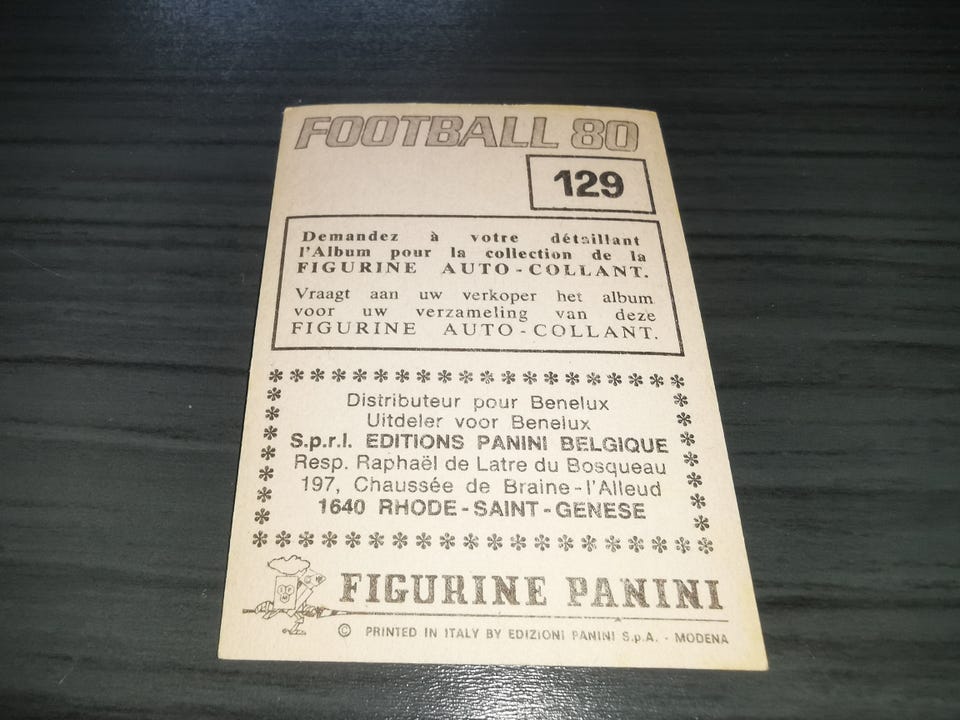 FOOTBALL 80
129
Demandez à votre détaillant
l'Album pour la collection de la
FIGURINE AUTO-COLLANT.
Vraagt aan uw verkoper het album
voor uw verzameling van deze
FIGURINE AUTO-COLLANT.
Distributeur pour Benelux
Uitdeler voor Benelux
S.p.r.l. EDITIONS PANINI BELGIQUE
Resp. Raphaël de Latre du Bosqueau
197, Chaussée de Braine-l'Alleud
1640 RHODE-SAINT-GENESE
FIGURINE PANINI
© PRINTED IN ITALY BY EDIZIONI PANINI S.p.A. - MODENA